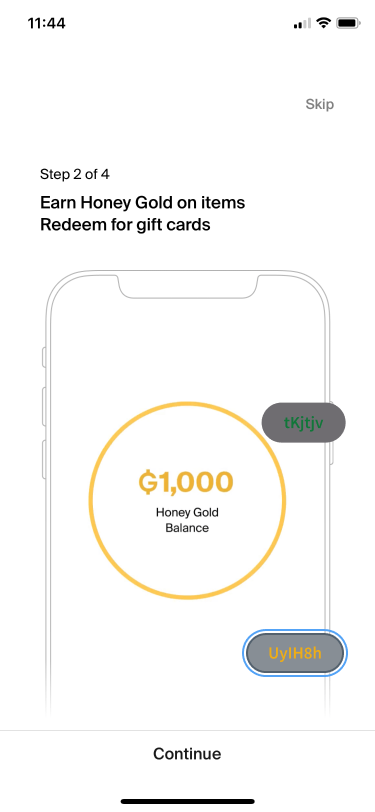 11:44
Skip
Step 2 of 4
Earn Honey Gold on items
Redeem for gift cards
tKjtjv
₲1,000
Honey Gold
Balance
UyIH8h
Continue